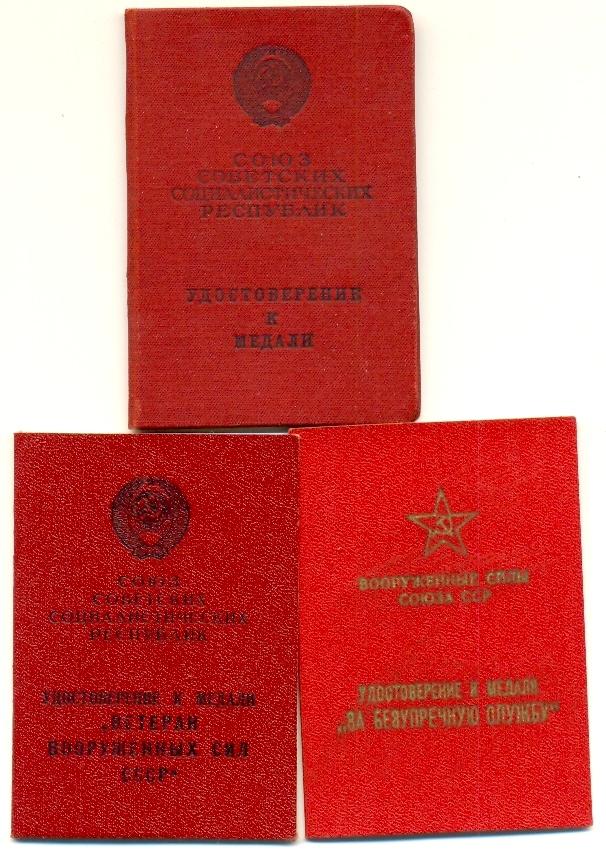 СОЮЗ
СОВЕТСКИХ
СОЦИАЛИСТИЧЕСКИХ
РЕСПУБЛИК
УДОСТОВЕРЕНИЕ
К
МЕДАЛИ
СОЮЗ
СОВЕТСКИХ
СОЦИАЛИСТИЧЕСКИХ
РЕСПУБЛИК
УДОСТОВЕРЕНИЕ К МЕДАЛИ
„ВЕТЕРАН
ВООРУЖЕННЫХ СИЛ
СССР“
ВООРУЖЕННЫЕ СИЛЫ
СОЮЗА ССР
УДОСТОВЕРЕНИЕ К МЕДАЛИ
„ЗА БЕЗУПРЕЧНУЮ СЛУЖБУ“